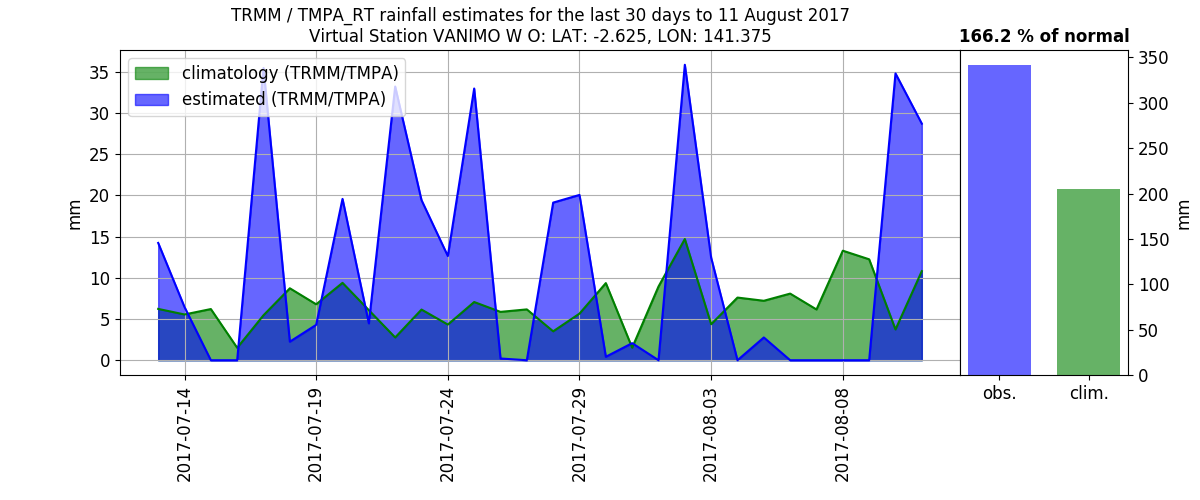 TRMM / TMPA_RT rainfall estimates for the last 30 days to 11 August 2017
Virtual Station VANIMO W O: LAT: -2.625, LON: 141.375
166.2 % of normal
climatology (TRMM/TMPA)
estimated (TRMM/TMPA)
35
30
25
20
15
10
5
0
mm
2017-07-14
2017-07-19
2017-07-24
2017-07-29
2017-08-03
2017-08-08
350
300
250
200
150
100
50
0
mm
obs.
clim.